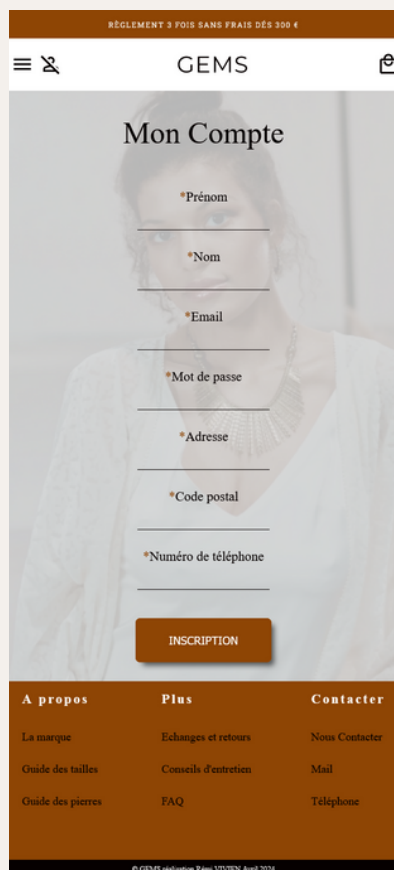 RÈGLEMENT 3 FOIS SANS FRAIS DÉS 300 €
GEMS
Mon Compte
*Prénom
*Nom
*Email
*Mot de passe
*Adresse
*Code postal
*Numéro de téléphone
INSCRIPTION
A propos Plus Contacter
La marque Echanges et retours Nous Contacter
Guide des tailles Conseils d'entretien Mail
Guide des pierres FAQ Téléphone
© GEMS réalisation Rémi VIVIEN Avril 2024